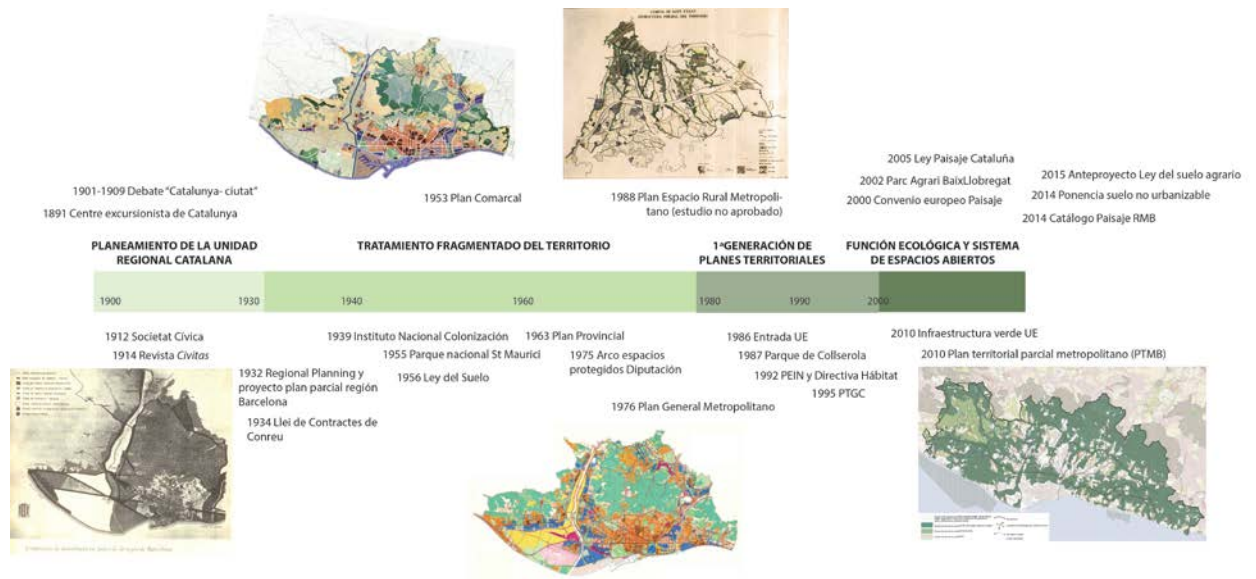 COMARCA DE BARCELONA
1901-1909 Debate “Catalunya- ciutat”
1891 Centre excursionista de Catalunya
1953 Plan Comarcal
1988 Plan Espacio Rural Metropoli-
tano (estudio no aprobado)
2005 Ley Paisaje Cataluña
2002 Parc Agrari BaixLlobregat
2000 Convenio europeo Paisaje
2015 Anteproyecto Ley del suelo agrario
2014 Ponencia suelo no urbanizable
2014 Catálogo Paisaje RMB
PLANEAMIENTO DE LA UNIDAD
REGIONAL CATALANA
TRATAMIENTO FRAGMENTADO DEL TERRITORIO
1ªGENERACIÓN DE
PLANES TERRITORIALES
FUNCIÓN ECOLÓGICA Y SISTEMA
DE ESPACIOS ABIERTOS
1900 1930 1940 1960 1980 1990 2000
1912 Societat Cívica
1914 Revista Civitas
1932 Regional Planning y
proyecto plan parcial región
Barcelona
1934 Llei de Contractes de
Conreu
1939 Instituto Nacional Colonización
1955 Parque nacional St Maurici
1956 Ley del Suelo
1963 Plan Provincial
1975 Arco espacios
protegidos Diputación
1976 Plan General Metropolitano
1986 Entrada UE
1987 Parque de Collserola
1992 PEIN y Directiva Hábitat
1995 PTGC
2010 Infraestructura verde UE
2010 Plan territorial parcial metropolitano (PTMB)